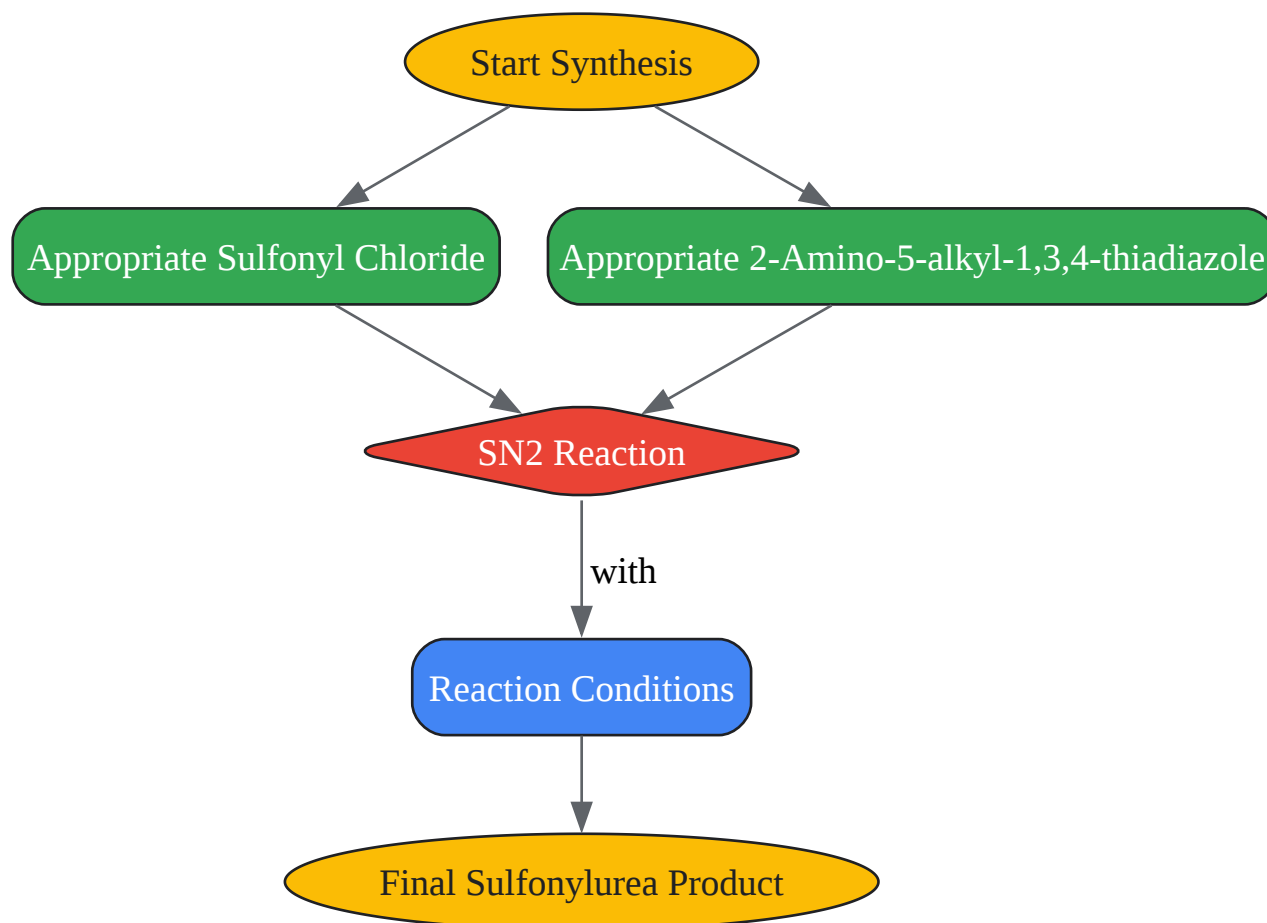 Start Synthesis
Appropriate Sulfonyl Chloride
Appropriate 2-Amino-5-alkyl-1,3,4-thiadiazole
SN2 Reaction
with
Reaction Conditions
Final Sulfonylurea Product